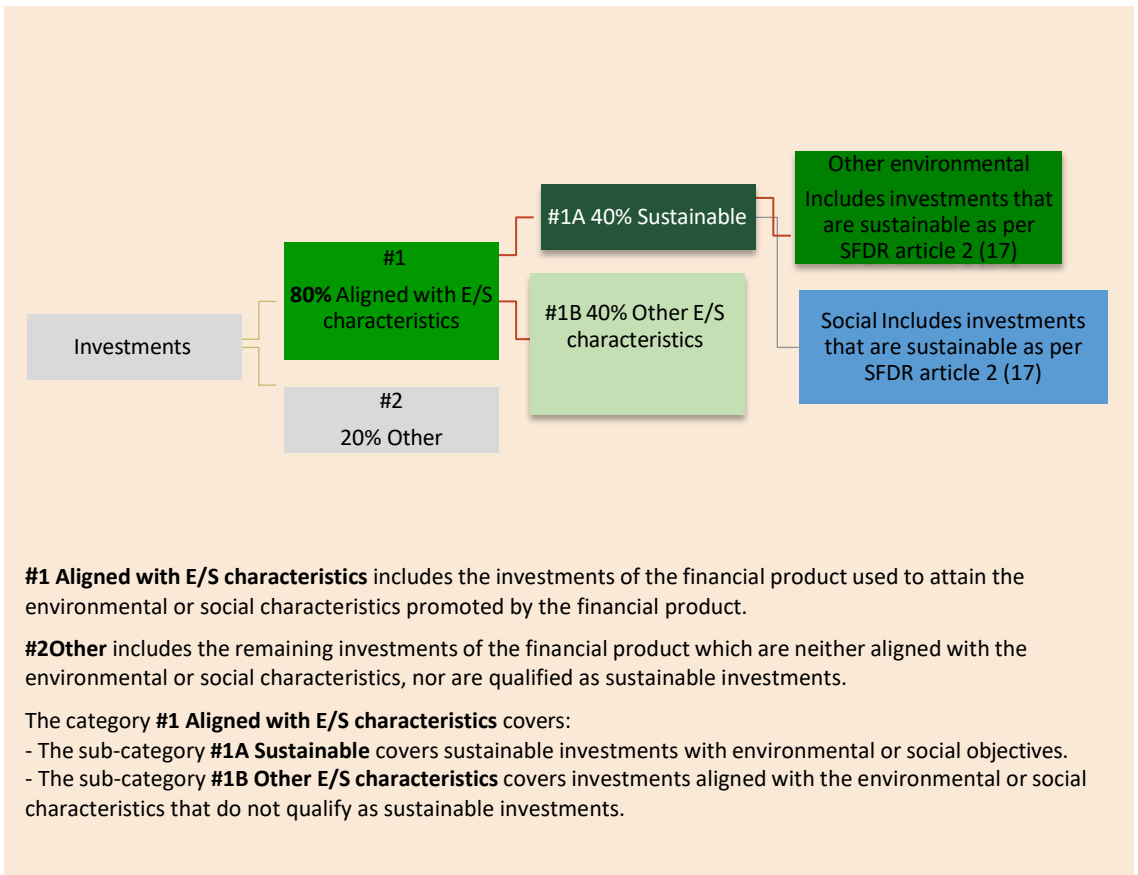 Investments
#1
80% Aligned with E/S
characteristics
#2
20% Other
#1A 40% Sustainable
#1B 40% Other E/S
characteristics
Other environmental
Includes investments that
are sustainable as per
SFDR article 2 (17)
Social Includes investments
that are sustainable as per
SFDR article 2 (17)
#1 Aligned with E/S characteristics includes the investments of the financial product used to attain the
environmental or social characteristics promoted by the financial product.
#2Other includes the remaining investments of the financial product which are neither aligned with the
environmental or social characteristics, nor are qualified as sustainable investments.
The category #1 Aligned with E/S characteristics covers:
- The sub-category #1A Sustainable covers sustainable investments with environmental or social objectives.
- The sub-category #1B Other E/S characteristics covers investments aligned with the environmental or social
characteristics that do not qualify as sustainable investments.